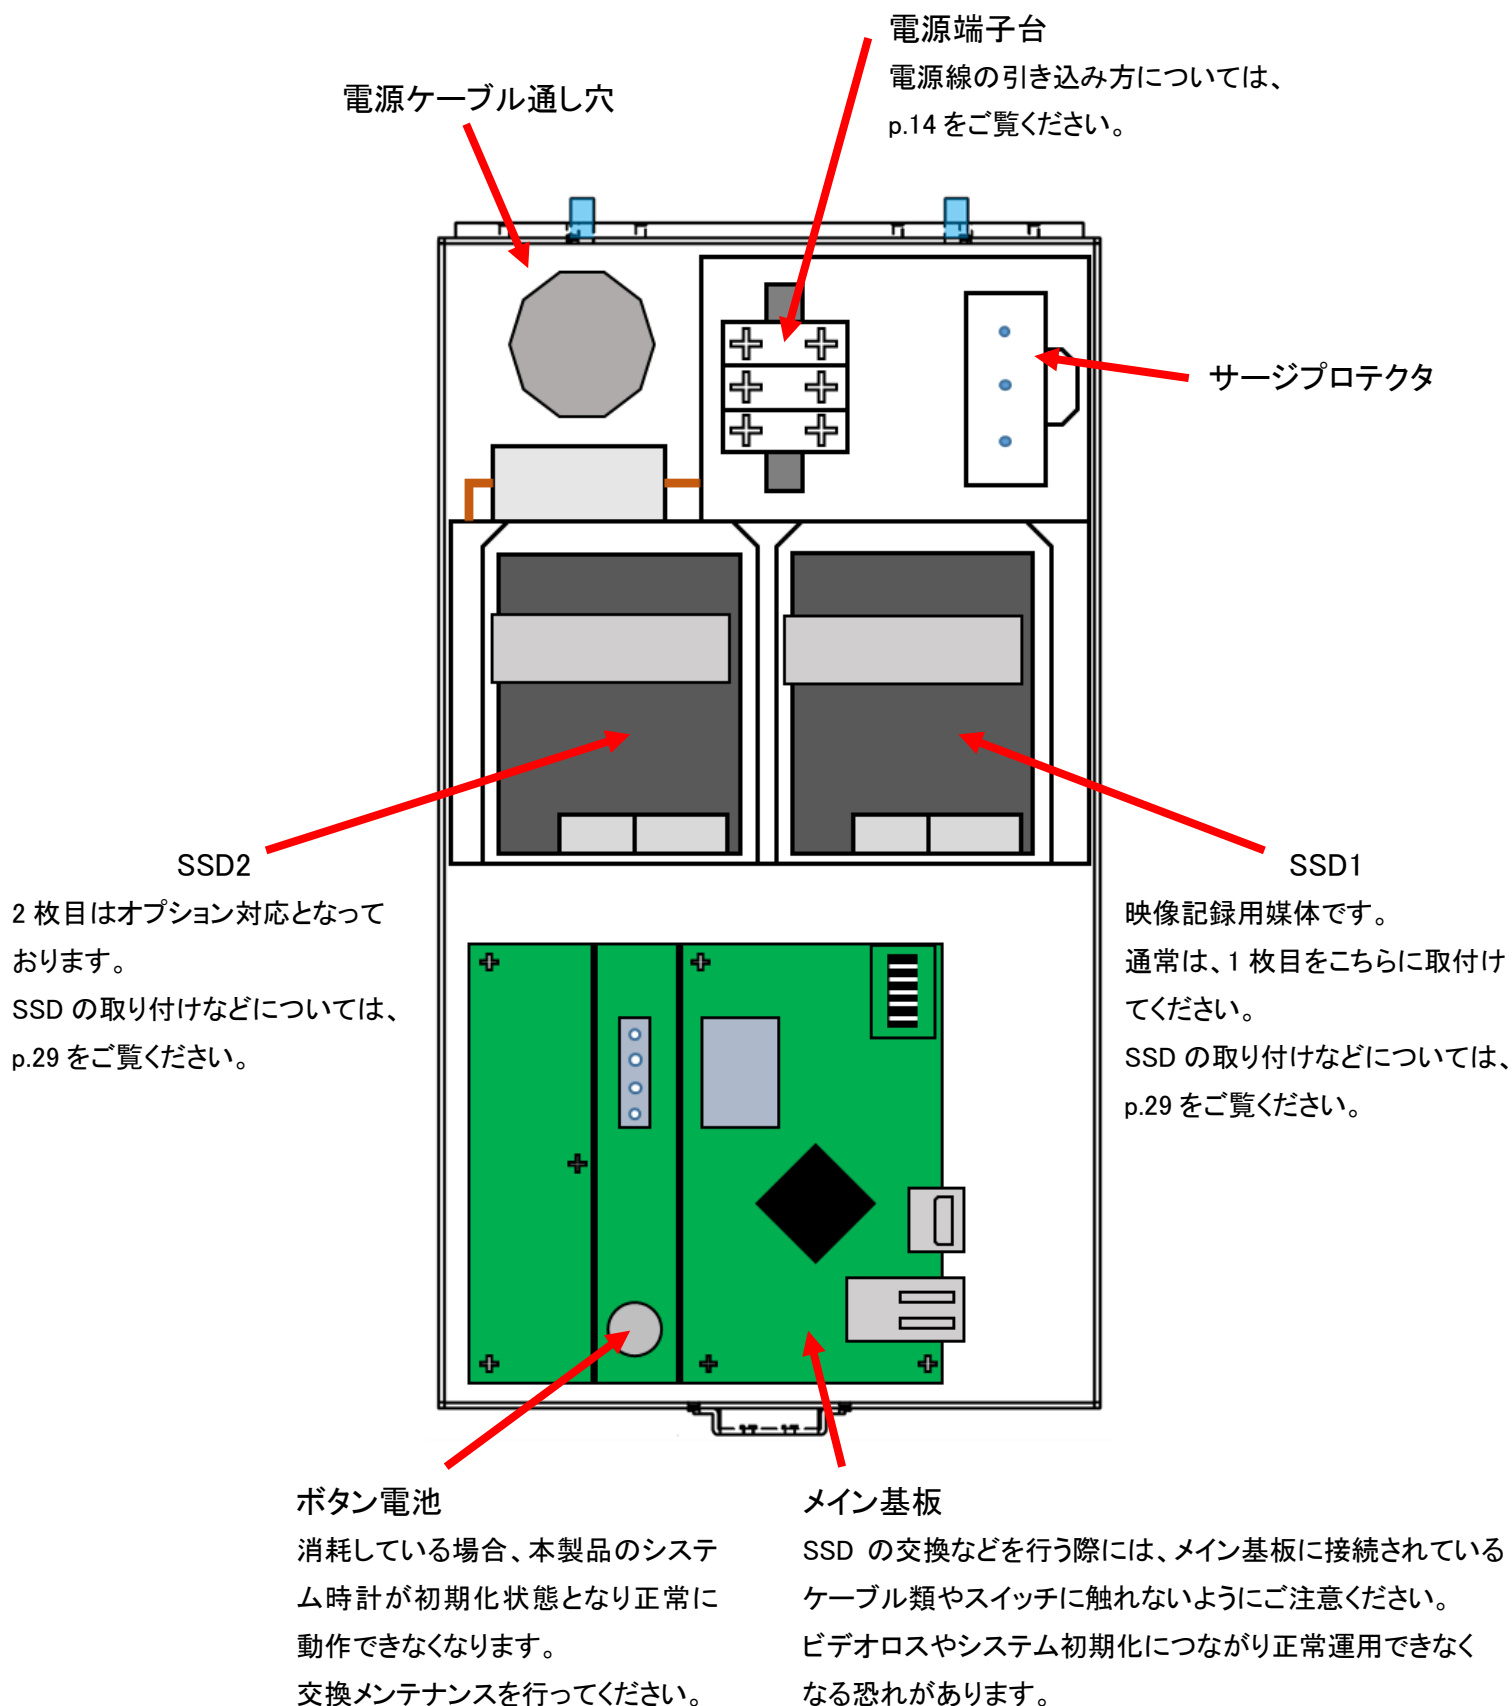 電源端子台
電源線の引き込み方については、
p.14 をご覧ください。
電源ケーブル通し穴
サージプロテクタ
SSD2
2 枚目はオプション対応となって
おります。
SSD の取り付けなどについては、
p.29 をご覧ください。
SSD1
映像記録用媒体です。
通常は、1 枚目をこちらに取付け
てください。
SSD の取り付けなどについては、
p.29 をご覧ください。
ボタン電池
消耗している場合、本製品のシステ
ム時計が初期化状態となり正常に
動作できなくなります。
交換メンテナンスを行ってください。
メイン基板
SSD の交換などを行う際には、メイン基板に接続されている
ケーブル類やスイッチに触れないようにご注意ください。
ビデオロスやシステム初期化につながり正常運用できなく
なる恐れがあります。